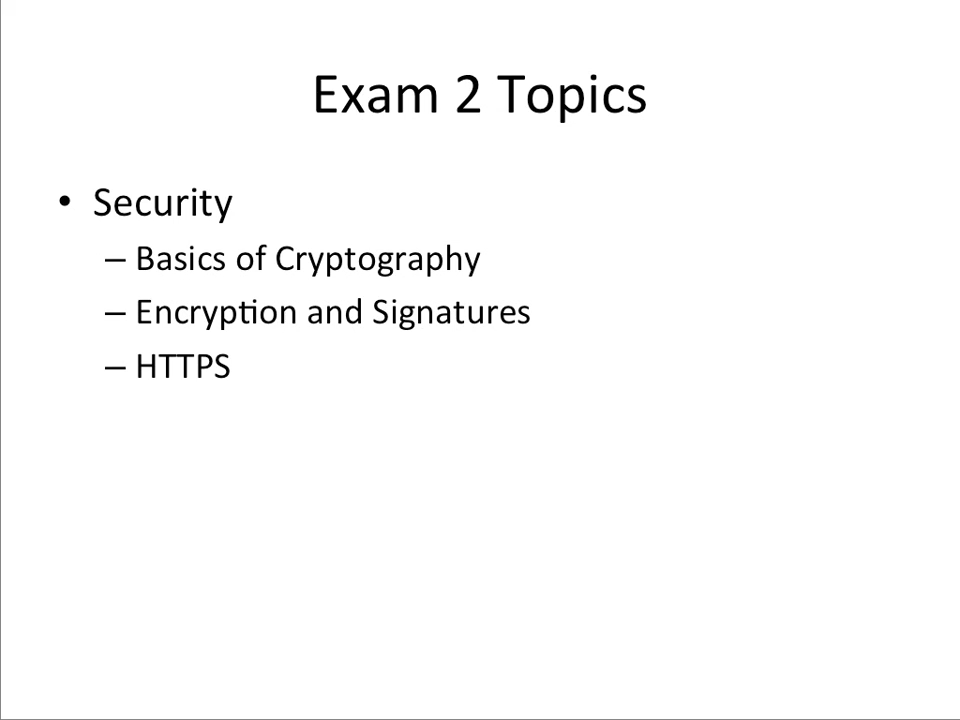 Exam 2 Topics
• Security
– Basics of Cryptography
– Encryption and Signatures
– HTTPS